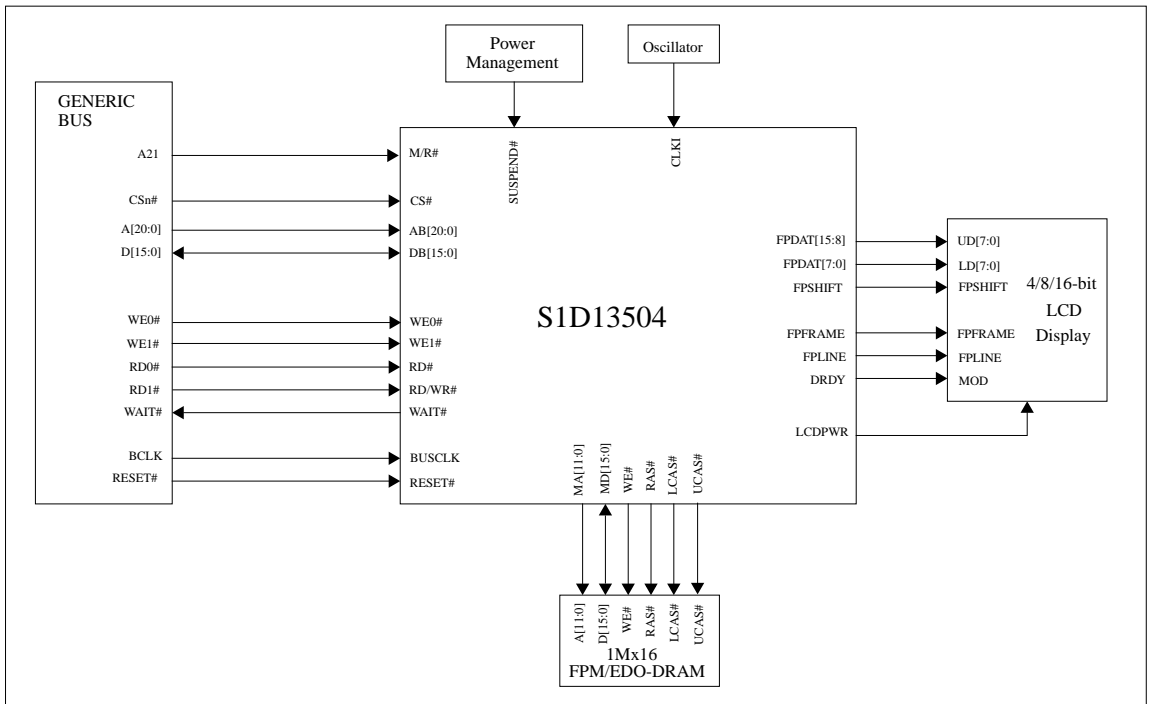 Power
Management
Oscillator
GENERIC
BUS
A21
CSn#
A[20:0]
D[15:0]
WE0#
WE1#
RD0#
RD1#
WAIT#
BCLK
RESET#
SUSPEND#
CLKI
M/R#
CS#
AB[20:0]
DB[15:0]
WE0#
WE1#
RD#
RD/WR#
WAIT#
BUSCLK
RESET#
S1D13504
FPDAT[15:8]
FPDAT[7:0]
FPSHIFT
FPFRAME
FPLINE
DRDY
LCDPWR
UD[7:0]
LD[7:0]
FPSHIFT
FPFRAME
FPLINE
MOD
4/8/16-bit
LCD
Display
MA[11:0]
MD[15:0]
WE#
RAS#
LCAS#
UCAS#
A[11:0]
D[15:0]
WE#
RAS#
LCAS#
UCAS#
1Mx16
FPM/EDO-DRAM